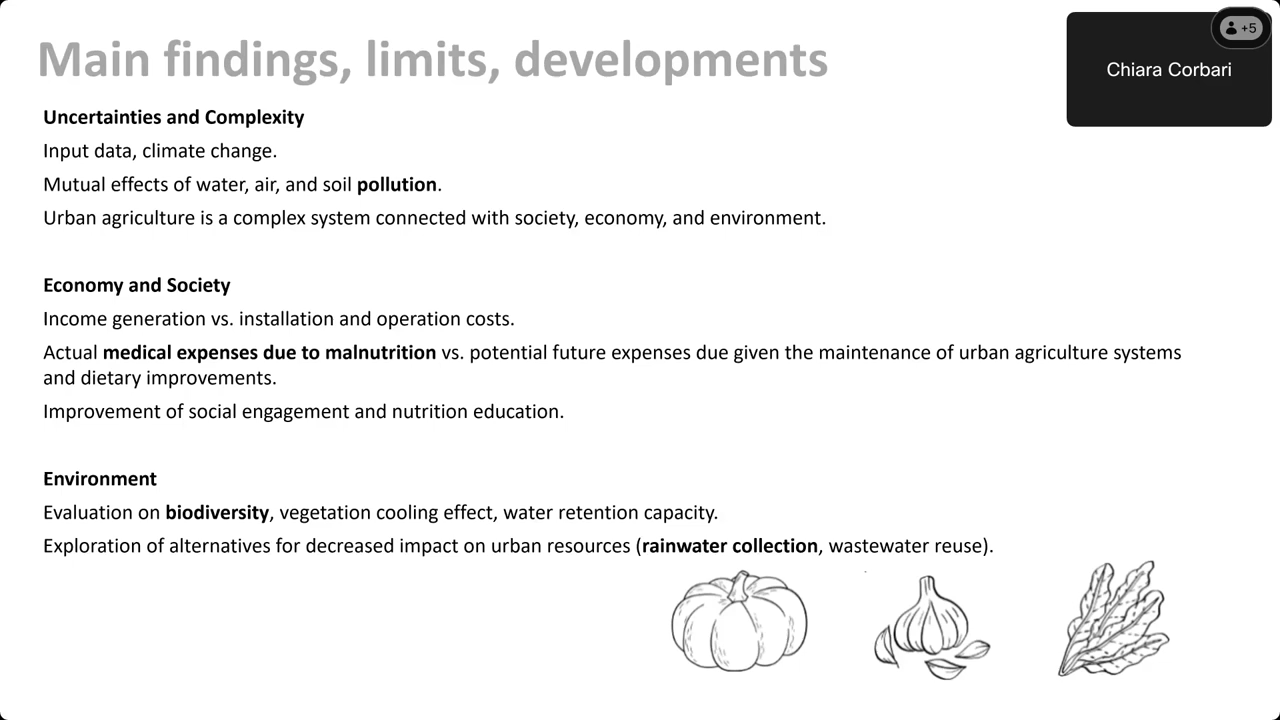 Main findings, limits, developments
+5
Chiara Corbari
Uncertainties and Complexity
Input data, climate change.
Mutual effects of water, air, and soil pollution.
Urban agriculture is a complex system connected with society, economy, and environment.
Economy and Society
Income generation vs. installation and operation costs.
Actual medical expenses due to malnutrition vs. potential future expenses due given the maintenance of urban agriculture systems
and dietary improvements.
Improvement of social engagement and nutrition education.
Environment
Evaluation on biodiversity, vegetation cooling effect, water retention capacity.
Exploration of alternatives for decreased impact on urban resources (rainwater collection, wastewater reuse).